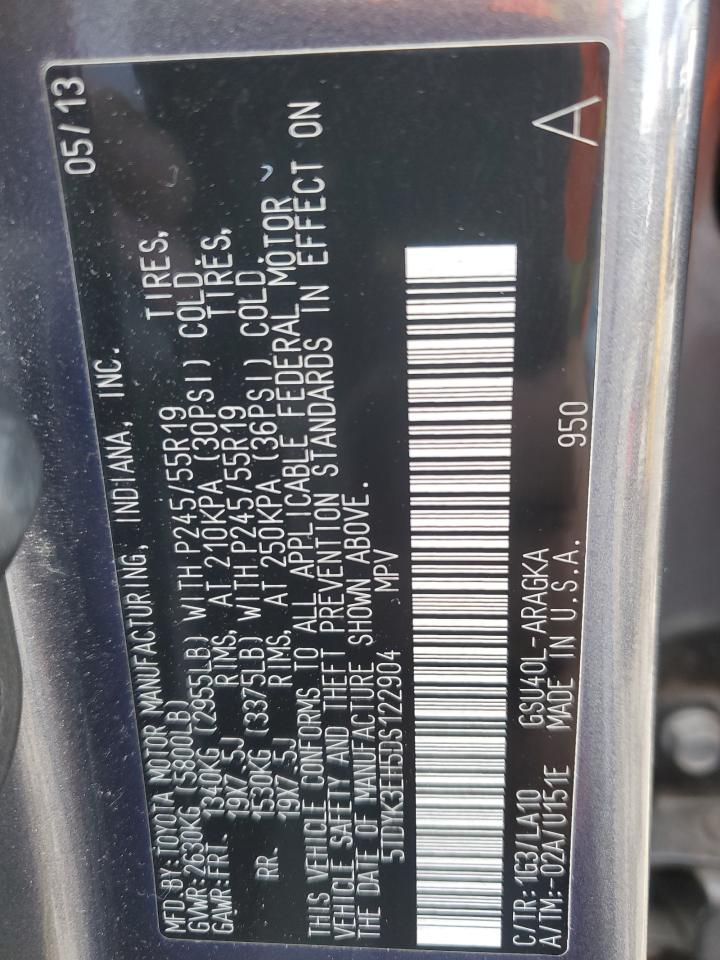 MFD BY: TOYOTA MOTOR MANUFACTURING, INDIANA, INC. 05/13
GVWR: 2630KG (5800LB)
GAWR: FRT. 1340KG (2955LB) WITH P245/55R19 TIRES,
19X7.5J RIMS, AT 210KPA (30PSI) COLD.
RR. 1530KG (3375LB) WITH P245/55R19 TIRES,
19X7.5J RIMS, AT 250KPA (36PSI) COLD.
THIS VEHICLE CONFORMS TO ALL APPLICABLE FEDERAL MOTOR
VEHICLE SAFETY AND THEFT PREVENTION STANDARDS IN EFFECT ON
THE DATE OF MANUFACTURE SHOWN ABOVE.
5TDYK3EH5DS122904 MPV
C/TR: 1G3/LA10 GSU40L-ARAGKA
A/TM: -02A/U151E MADE IN U.S.A. 950 A